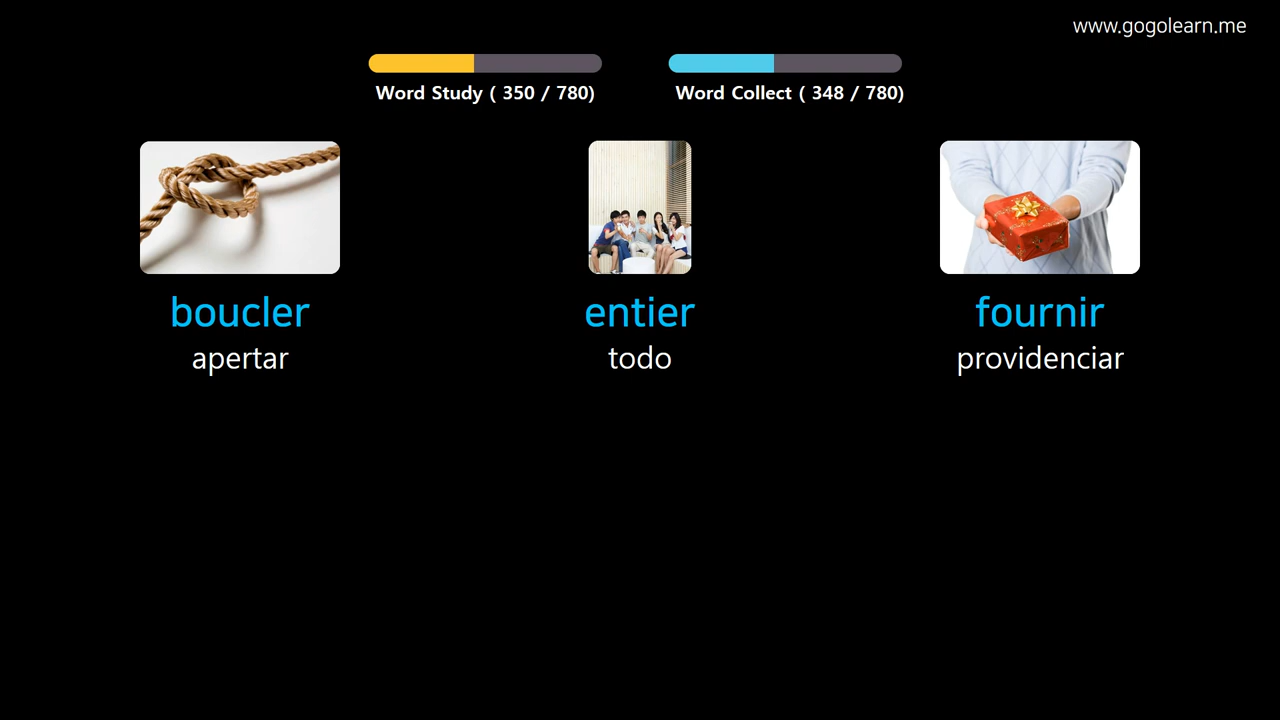 www.gogolearn.me
Word Study ( 350 / 780)
Word Collect ( 348 / 780)
boucler
apertar
entier
todo
fournir
providenciar